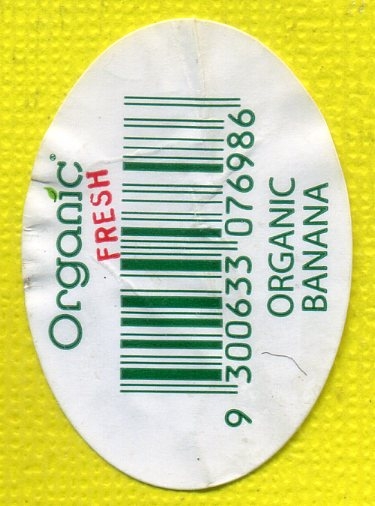 Organic®
FRESH
9 300633 076986
ORGANIC
BANANA